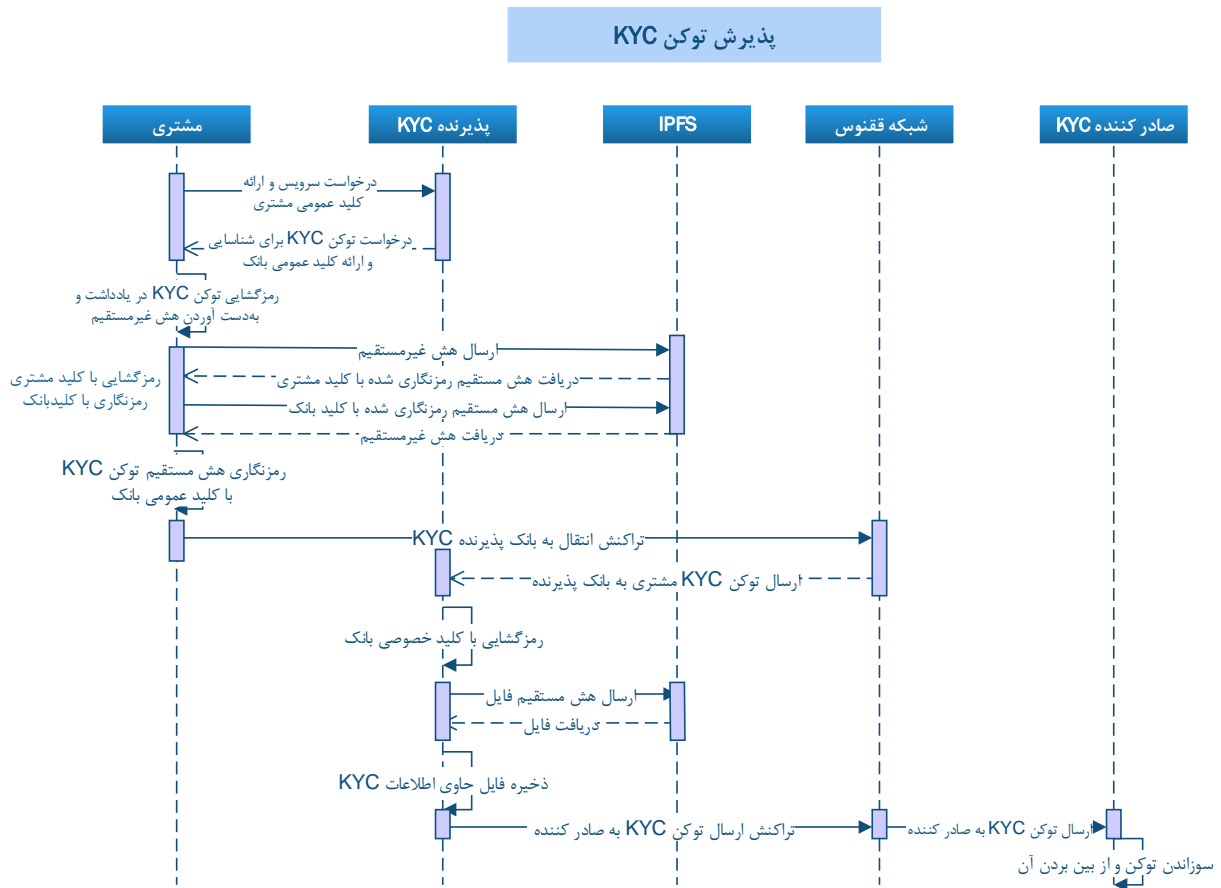 پذیرش توکن KYC
مشتری
پذیرنده KYC
IPFS
شبکه ققنوس
صادر کننده KYC
درخواست سرویس و ارائه
کلید عمومی مشتری
درخواست توکن KYC برای شناسایی
و ارائه کلید عمومی بانک
رمزگشایی توکن KYC در یادداشت و
به‌دست آوردن هش غیرمستقیم
ارسال هش غیرمستقیم
دریافت هش مستقیم رمزنگاری شده با کلید مشتری
رمزگشایی با کلید مشتری
رمزنگاری با کلیدبانک
ارسال هش مستقیم رمزنگاری شده با کلید بانک
دریافت هش غیرمستقیم
رمزنگاری هش مستقیم توکن KYC
با کلید عمومی بانک
تراکنش انتقال به بانک پذیرنده KYC
ارسال توکن KYC مشتری به بانک پذیرنده
رمزگشایی با کلید خصوصی بانک
ارسال هش مستقیم فایل
دریافت فایل
ذخیره فایل حاوی اطلاعات KYC
تراکنش ارسال توکن KYC به صادر کننده
ارسال توکن KYC به صادر کننده
سوزاندن توکن و از بین بردن آن